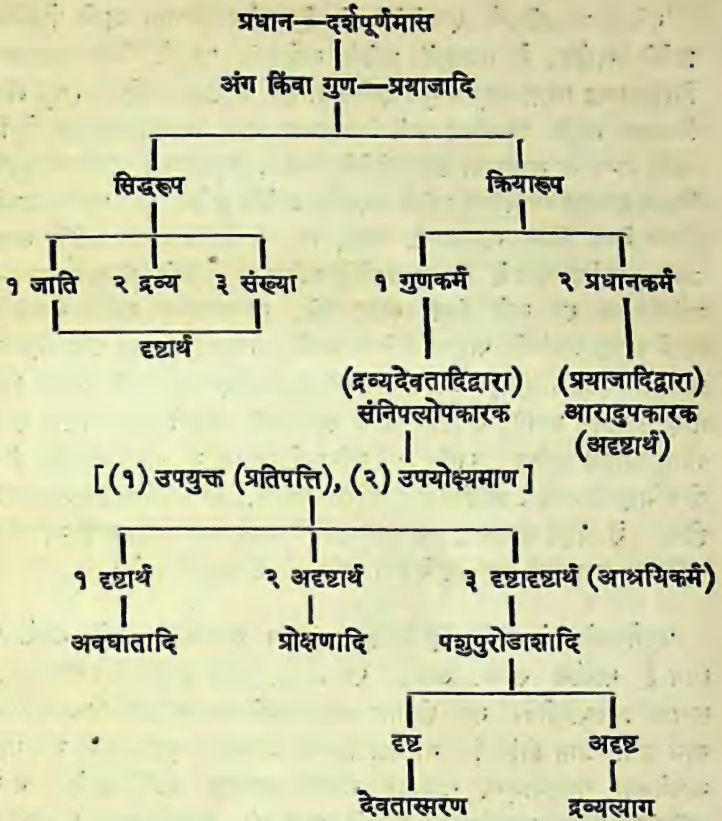 प्रधान—दर्शपूर्णमास
अंग किंवा गुण—प्रयाजादि
सिद्धरूप क्रियारूप
१ जाति २ द्रव्य ३ संख्या १ गुणकर्म २ प्रधानकर्म
दृष्टार्थ
(द्रव्यदेवतादिद्वारा) (प्रयाजादिद्वारा)
संनिपत्योपकारक आरादुपकारक
(अदृष्टार्थ)
[(१) उपयुक्त (प्रतिपत्ति), (२) उपयोक्ष्यमाण]
१ दृष्टार्थ २ अदृष्टार्थ ३ दृष्टादृष्टार्थ (आश्रयिकर्म)
अवघातादि प्रोक्षणादि पशुपुरोडाशादि
दृष्ट अदृष्ट
देवतास्मरण द्रव्यत्याग